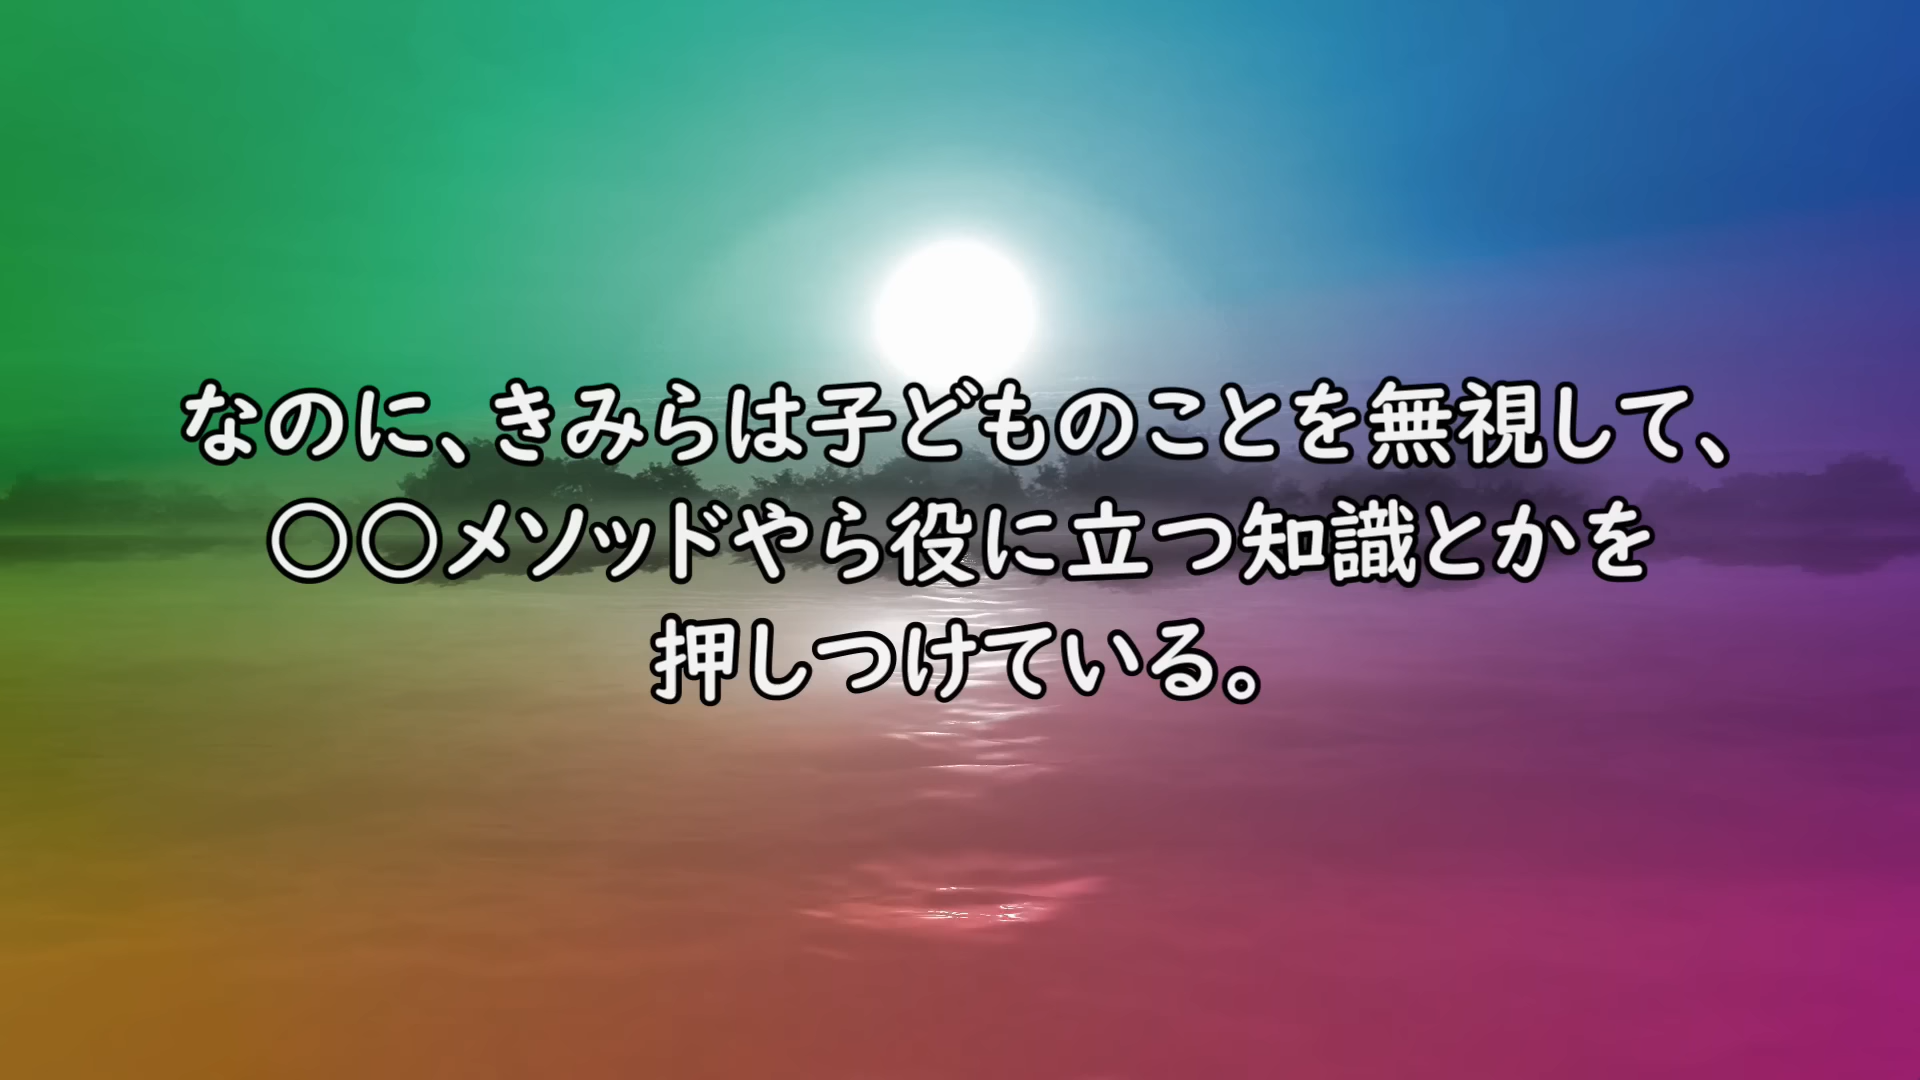 なのに、きみらは子どものことを無視して、
○○メソッドやら役に立つ知識とかを
押しつけている。